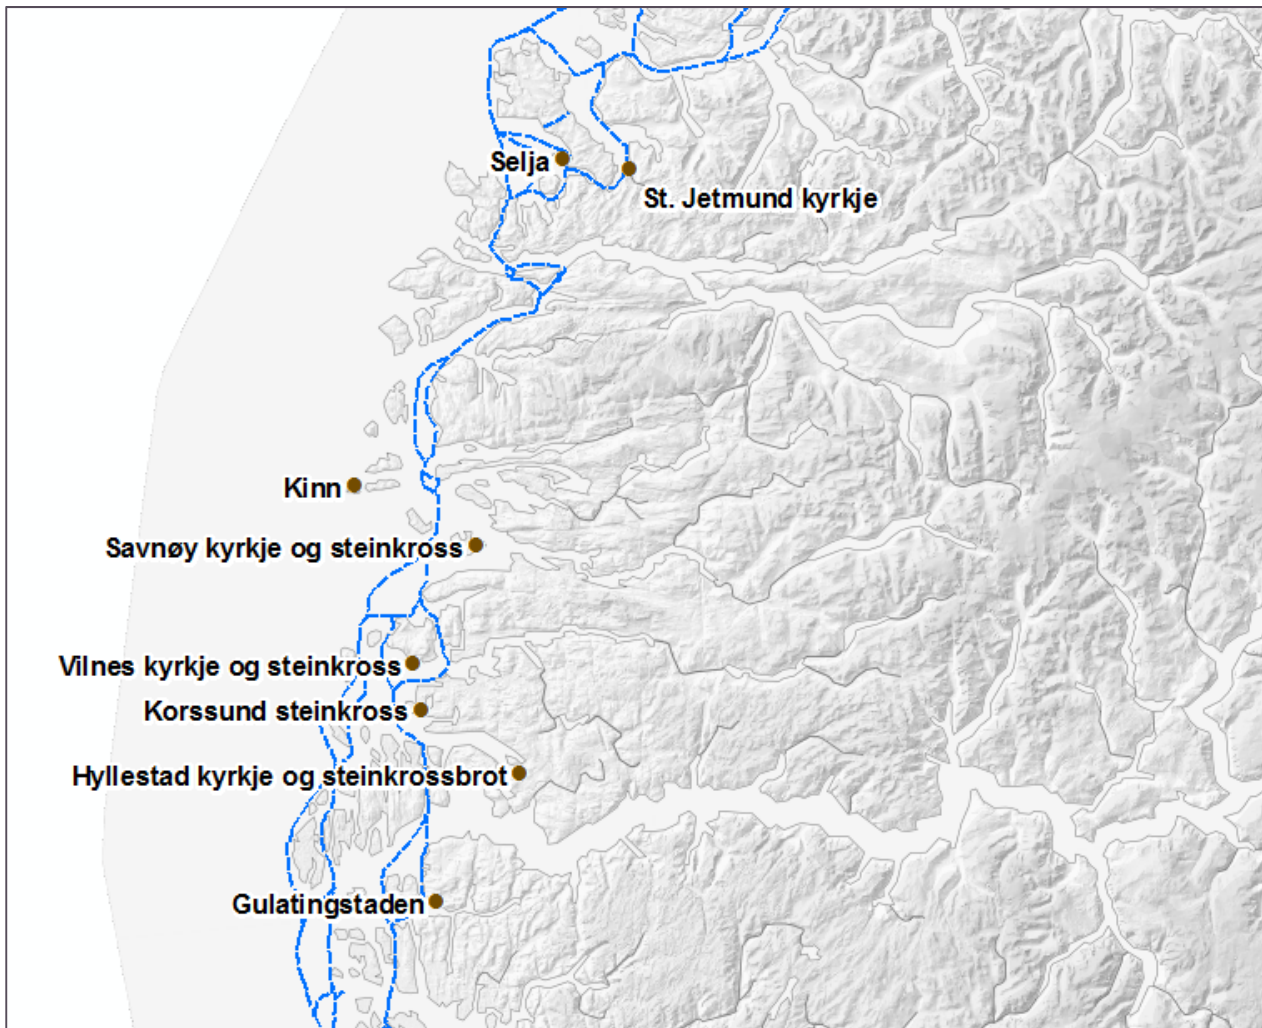 Selja
St. Jetmund kyrkje
Kinn
Savnøy kyrkje og steinkross
Vilnes kyrkje og steinkross
Korssund steinkross
Hyllestad kyrkje og steinkrossbrot
Gulatingstaden